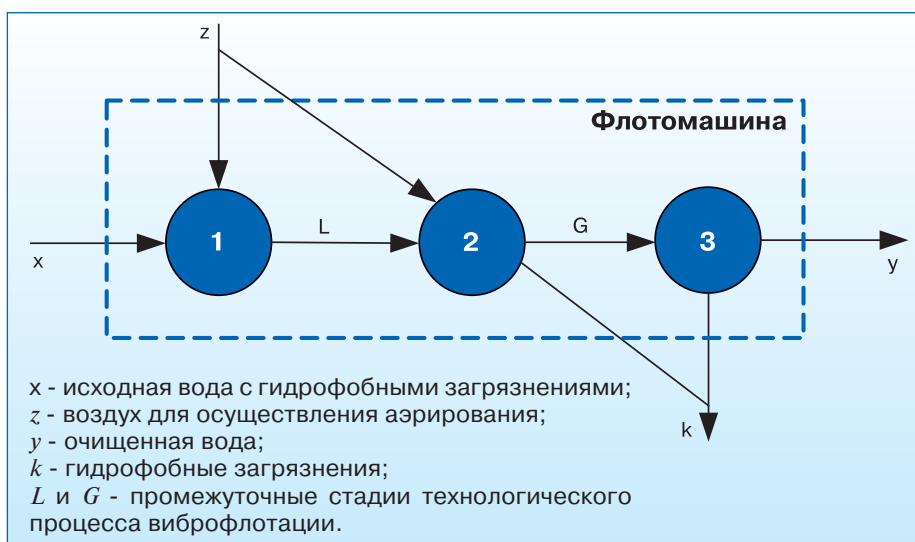 z
Флотомашина
1
L
2
G
3
x
y
k
x - исходная вода с гидрофобными загрязнениями;
z - воздух для осуществления аэрирования;
y - очищенная вода;
k - гидрофобные загрязнения;
L и G - промежуточные стадии технологического
процесса виброфлотации.